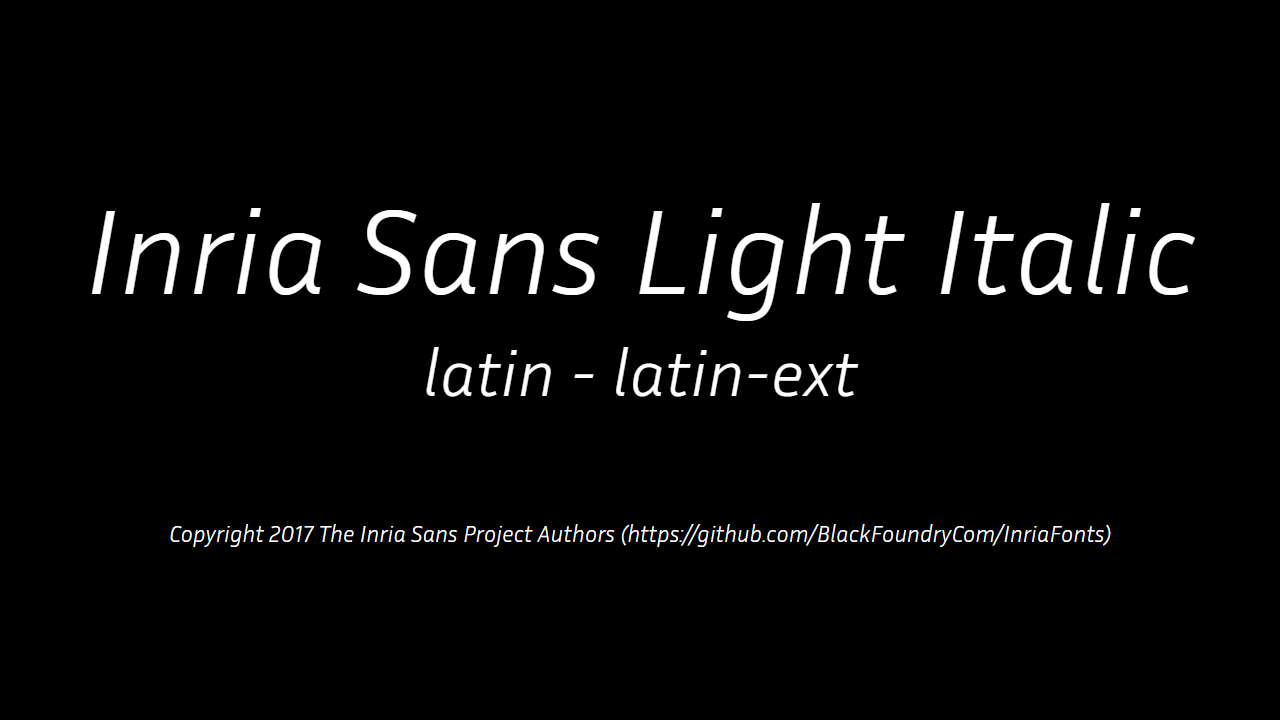 Inria Sans Light Italic
latin - latin-ext
Copyright 2017 The Inria Sans Project Authors (https://github.com/BlackFoundryCom/InriaFonts)